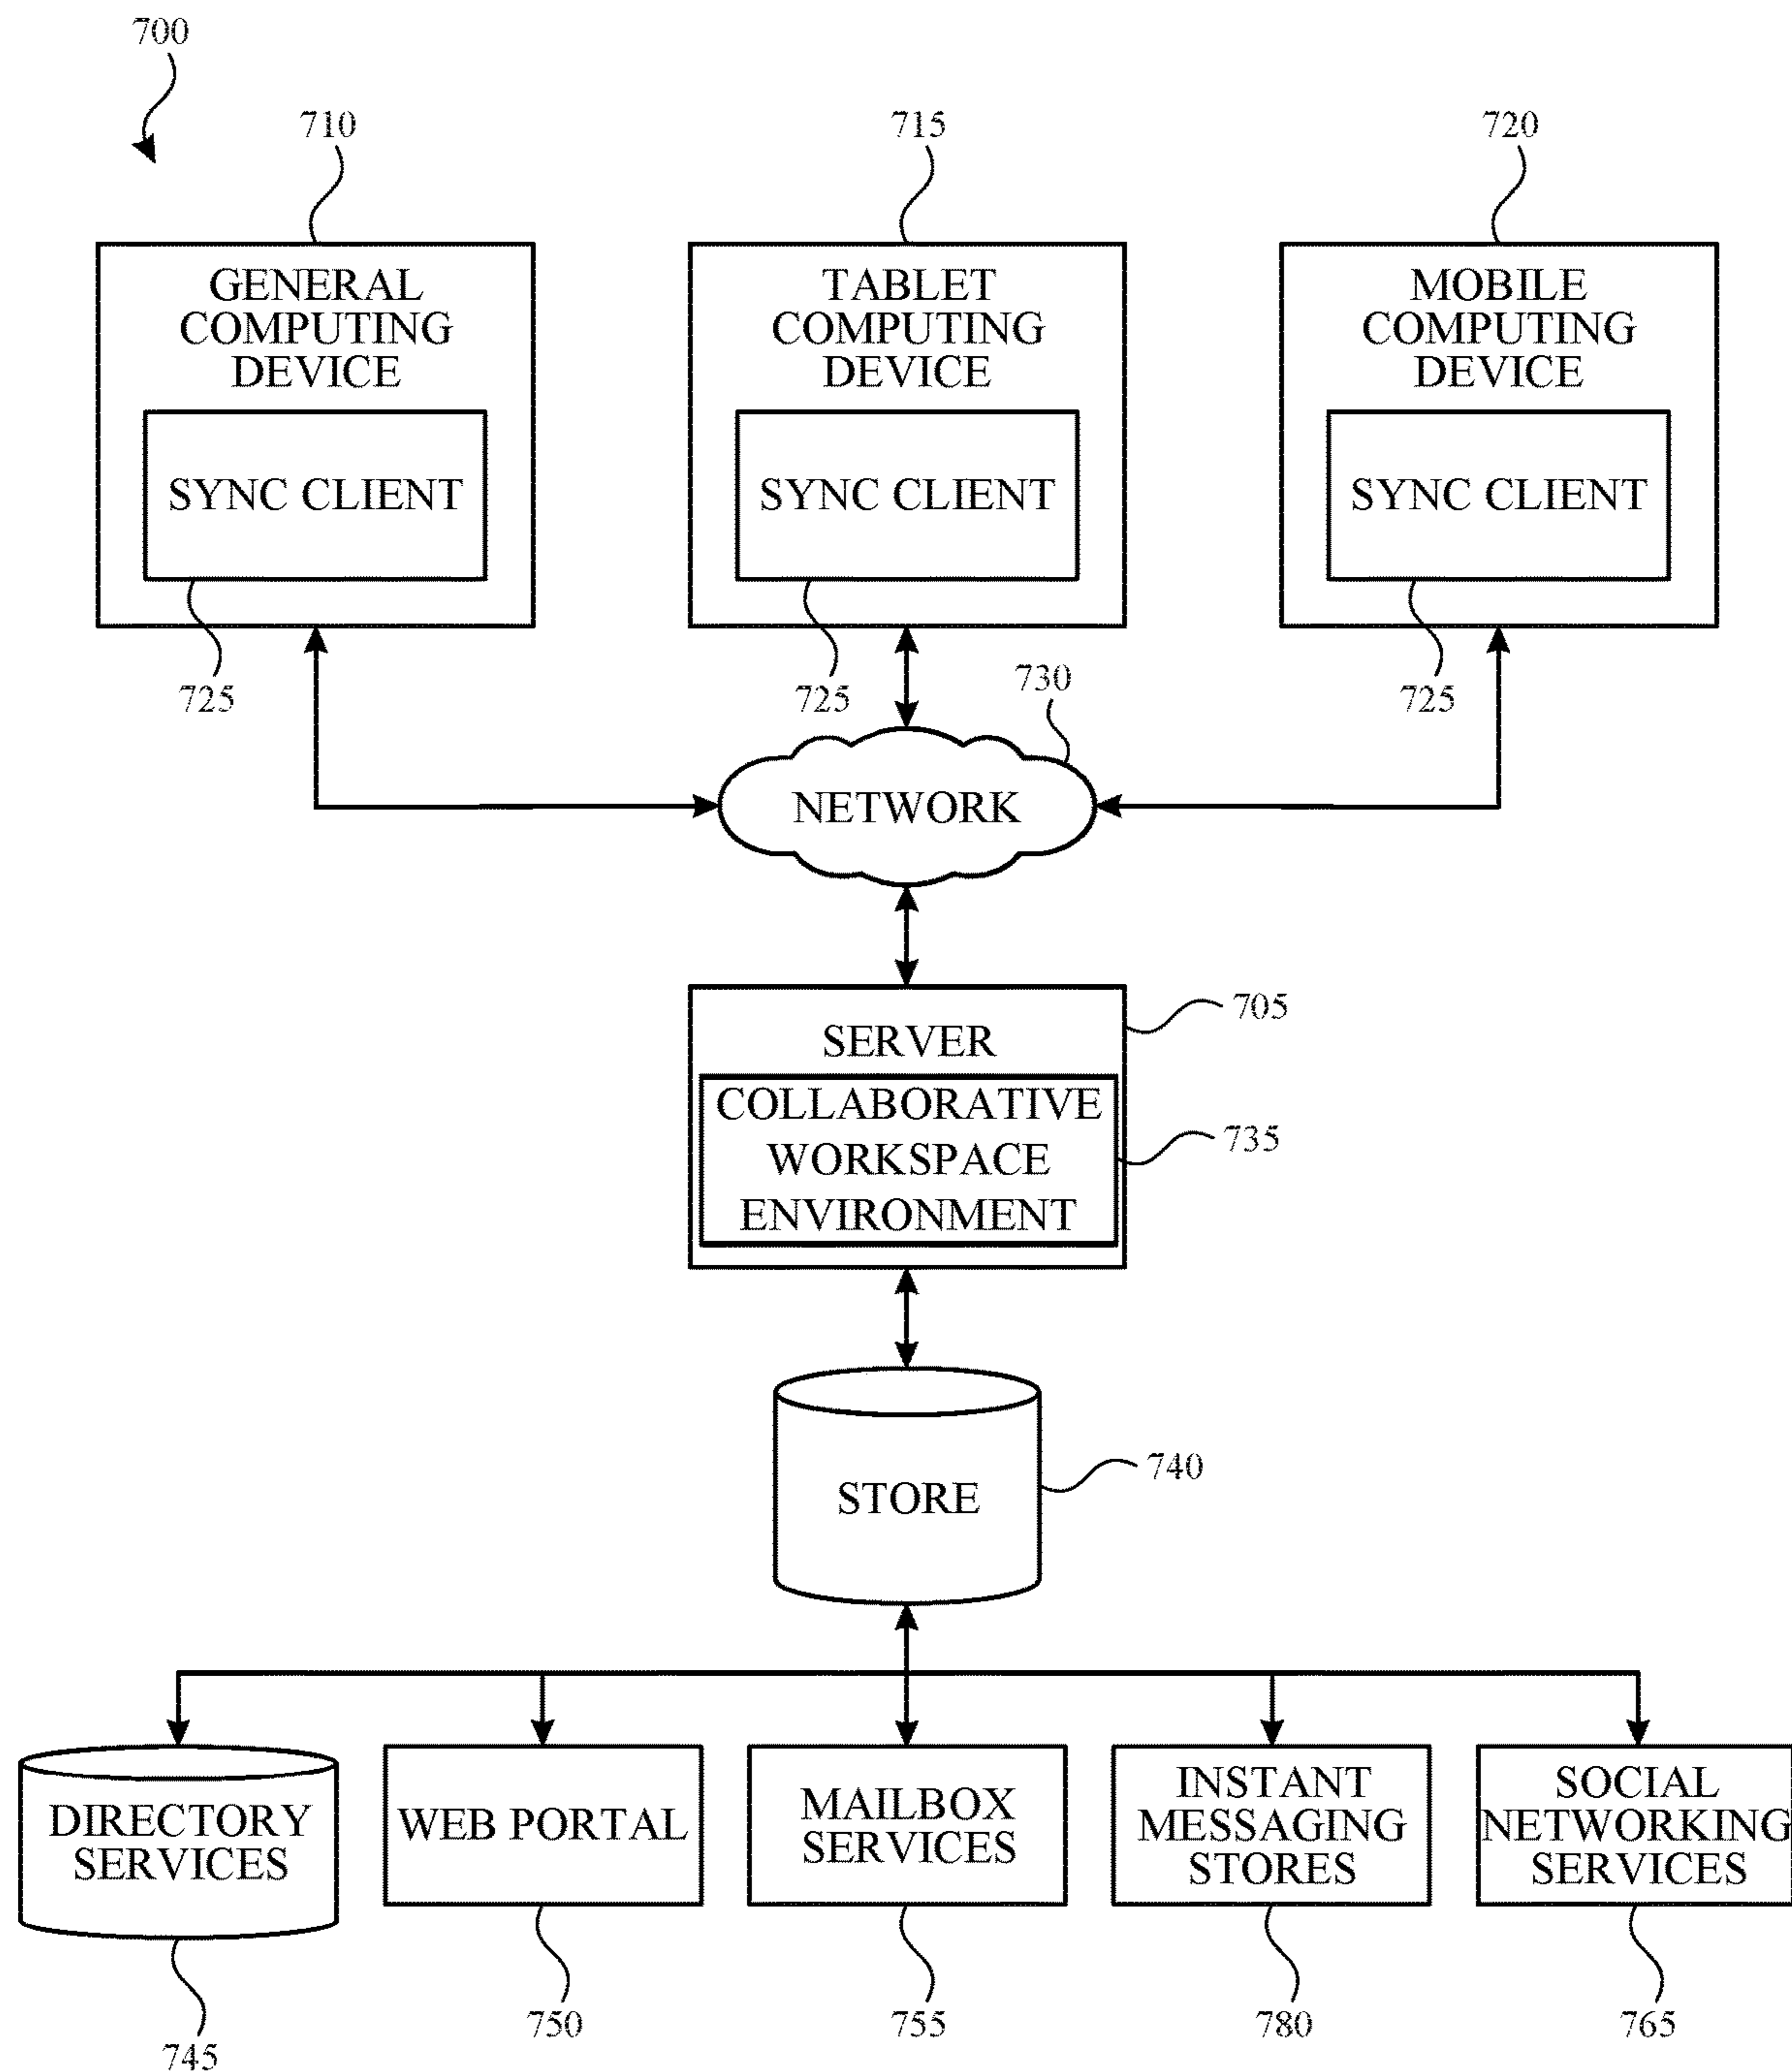 700
710
715
720
GENERAL
COMPUTING
DEVICE
SYNC CLIENT
725
TABLET
COMPUTING
DEVICE
SYNC CLIENT
725
MOBILE
COMPUTING
DEVICE
SYNC CLIENT
725
730
NETWORK
705
SERVER
COLLABORATIVE
WORKSPACE
ENVIRONMENT
735
STORE
740
DIRECTORY
SERVICES
WEB PORTAL
MAILBOX
SERVICES
INSTANT
MESSAGING
STORES
SOCIAL
NETWORKING
SERVICES
745
750
755
780
765